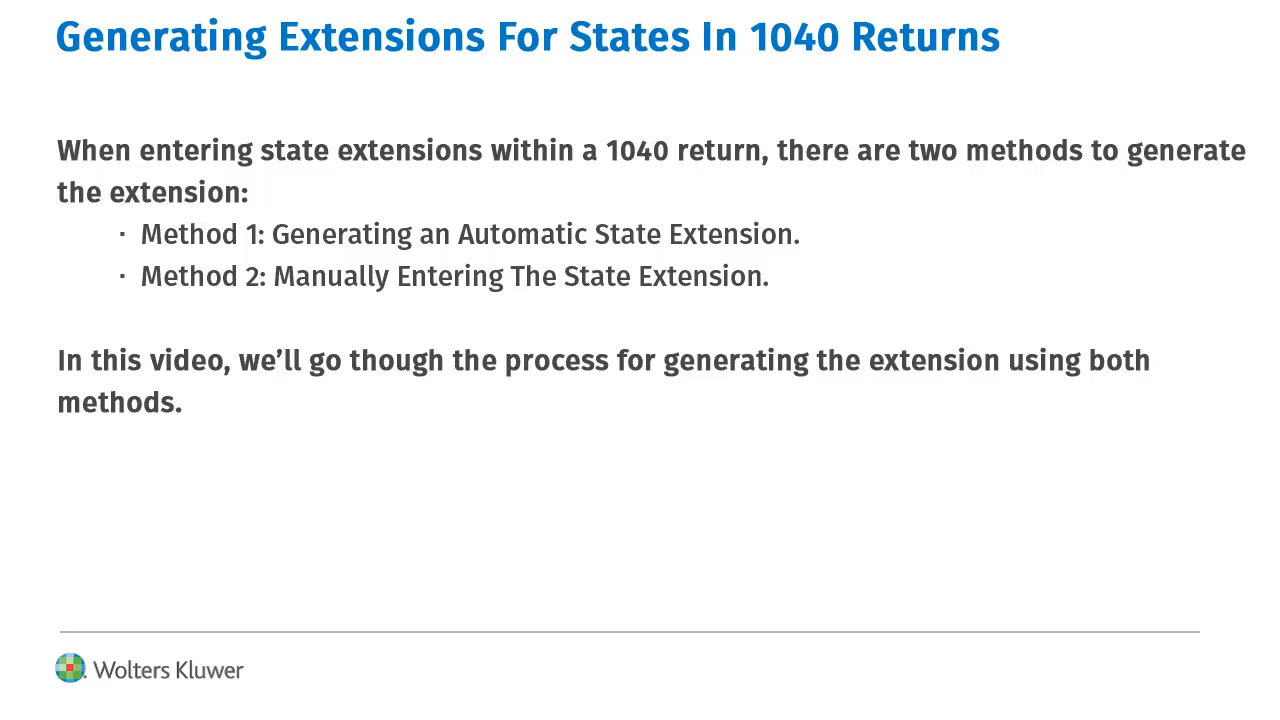 Generating Extensions For States In 1040 Returns
When entering state extensions within a 1040 return, there are two methods to generate
the extension:
· Method 1: Generating an Automatic State Extension.
· Method 2: Manually Entering The State Extension.
In this video, we’ll go though the process for generating the extension using both
methods.
Wolters Kluwer